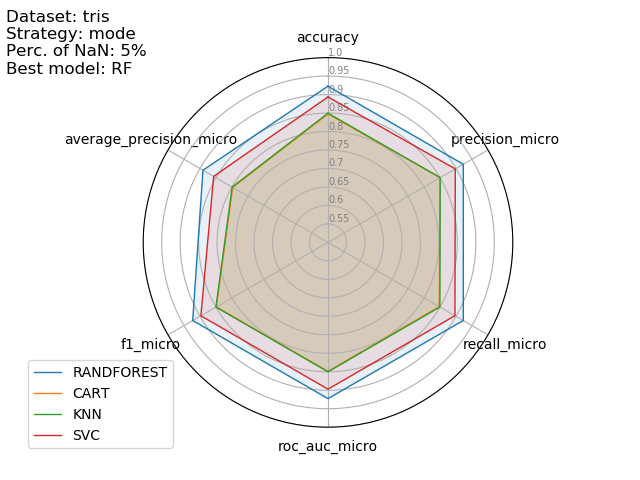 Dataset: tris
Strategy: mode
Perc. of NaN: 5%
Best model: RF
accuracy
1.0
0.95
0.9
0.85
0.8
0.75
0.7
0.65
0.6
0.55
average_precision_micro
precision_micro
f1_micro
recall_micro
roc_auc_micro
RANDFOREST
CART
KNN
SVC